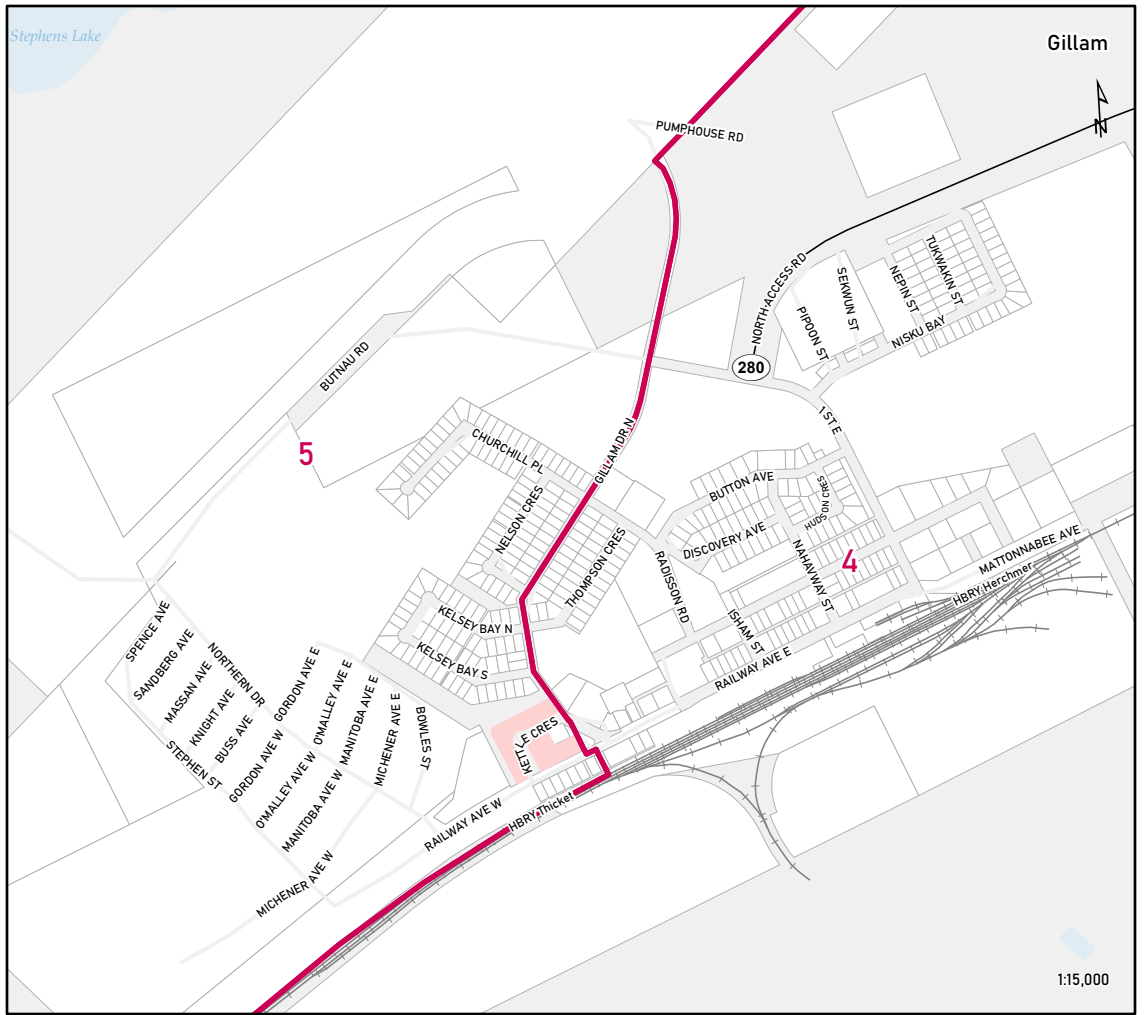 Stephens Lake
Gillam
N
PUMPHOUSE RD
NORTH ACCESS RD
SEKWUN ST
NEPIN ST
TUKWAKIN ST
PIPOON ST
NISKU BAY
280
BUTNAU RD
1 ST E
5
CHURCHILL PL
GILLAM DR N
BUTTON AVE
HUDSON CRES
NELSON CRES
DISCOVERY AVE
THOMPSON CRES
RADISSON RD
NAHAVWAY ST
4
MATTONNABEE AVE
HBRY Herchmer
ISHAM ST
RAILWAY AVE E
KELSEY BAY N
KELSEY BAY S
SPENCE AVE
SANDBERG AVE
MASSAN AVE
KNIGHT AVE
BUSS AVE
NORTHERN DR
GORDON AVE E
O'MALLEY AVE E
MANITOBA AVE E
MICHENER AVE E
BOWLES ST
KETTLE CRES
STEPHEN ST
GORDON AVE W
O'MALLEY AVE W
MANITOBA AVE W
RAILWAY AVE W
HBRY Thicket
MICHENER AVE W
1:15,000